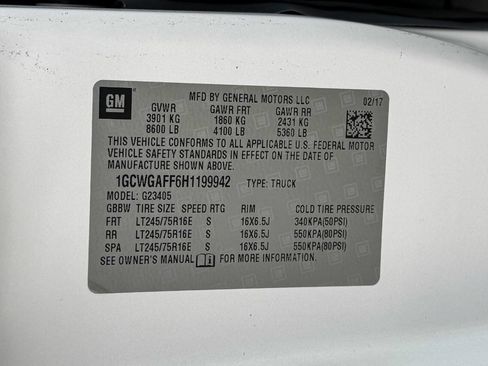 GM
MFD BY GENERAL MOTORS LLC
02/17
GVWR GAWR FRT GAWR RR
3901 KG 1860 KG 2431 KG
8600 LB 4100 LB 5360 LB
THIS VEHICLE CONFORMS TO ALL APPLICABLE U.S. FEDERAL MOTOR
VEHICLE SAFETY STANDARDS IN EFFECT ON THE DATE OF
MANUFACTURE SHOWN ABOVE.
1GCWGAFF6H1199942 TYPE: TRUCK
MODEL: G23405
GBBW TIRE SIZE SPEED RTG RIM COLD TIRE PRESSURE
FRT LT245/75R16E S 16X6.5J 340KPA(50PSI)
RR LT245/75R16E S 16X6.5J 550KPA(80PSI)
SPA LT245/75R16E S 16X6.5J 550KPA(80PSI)
SEE OWNER'S MANUAL FOR MORE INFORMATION.